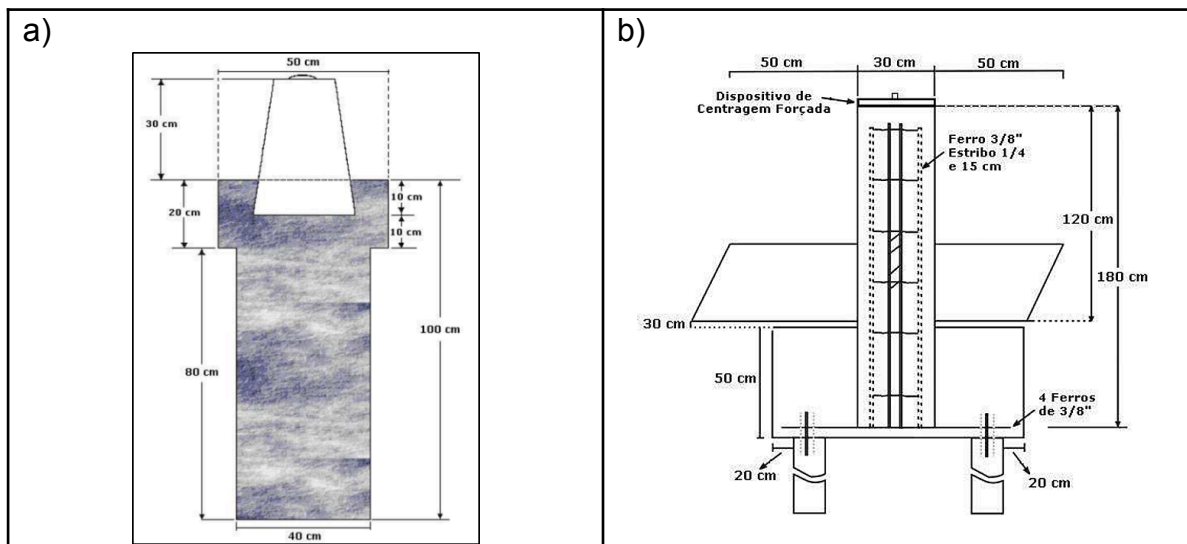 a)
50 cm
30 cm
20 cm
10 cm
10 cm
80 cm
100 cm
40 cm
b)
50 cm
30 cm
50 cm
Dispositivo de
Centragem Forçada
Ferro 3/8"
Estribo 1/4
e 15 cm
120 cm
180 cm
30 cm
50 cm
4 Ferros
de 3/8"
20 cm
20 cm